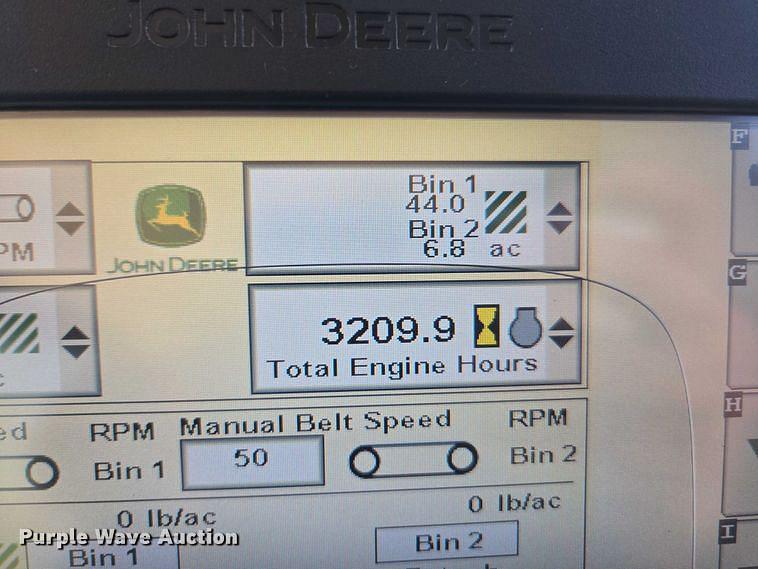 JOHN DEERE
F
Bin 1
44.0
Bin 2
6.8 ac
PM
JOHN DEERE
G
3209.9
Total Engine Hours
H
ed RPM Manual Belt Speed RPM
50
Bin 1 Bin 2
0 lb/ac 0 lb/ac
I
Bin 1 Bin 2
Purple Wave Auction